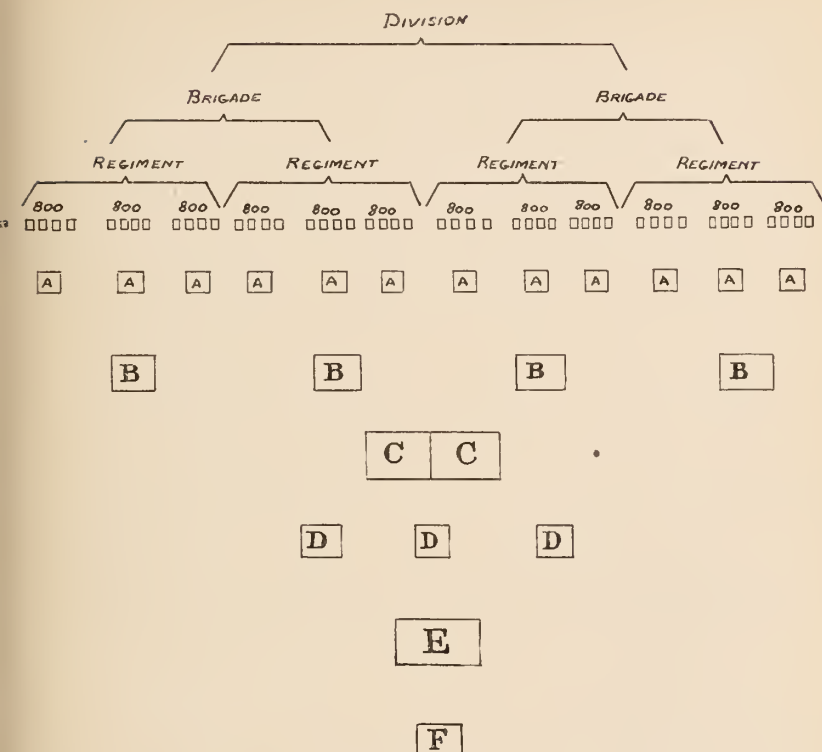 DIVISION
BRIGADE BRIGADE
REGIMENT REGIMENT REGIMENT REGIMENT
800 800 800 800 800 800 800 800 800 800 800 800
A A A A A A A A A A A A
B B B B
C C
D D D
E
F